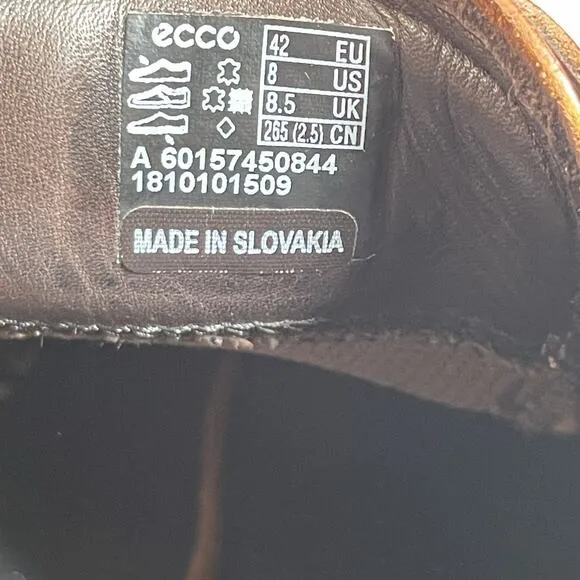 ecco
42 EU
8 US
8.5 UK
265 (2.5) CN
A 60157450844
1810101509
MADE IN SLOVAKIA